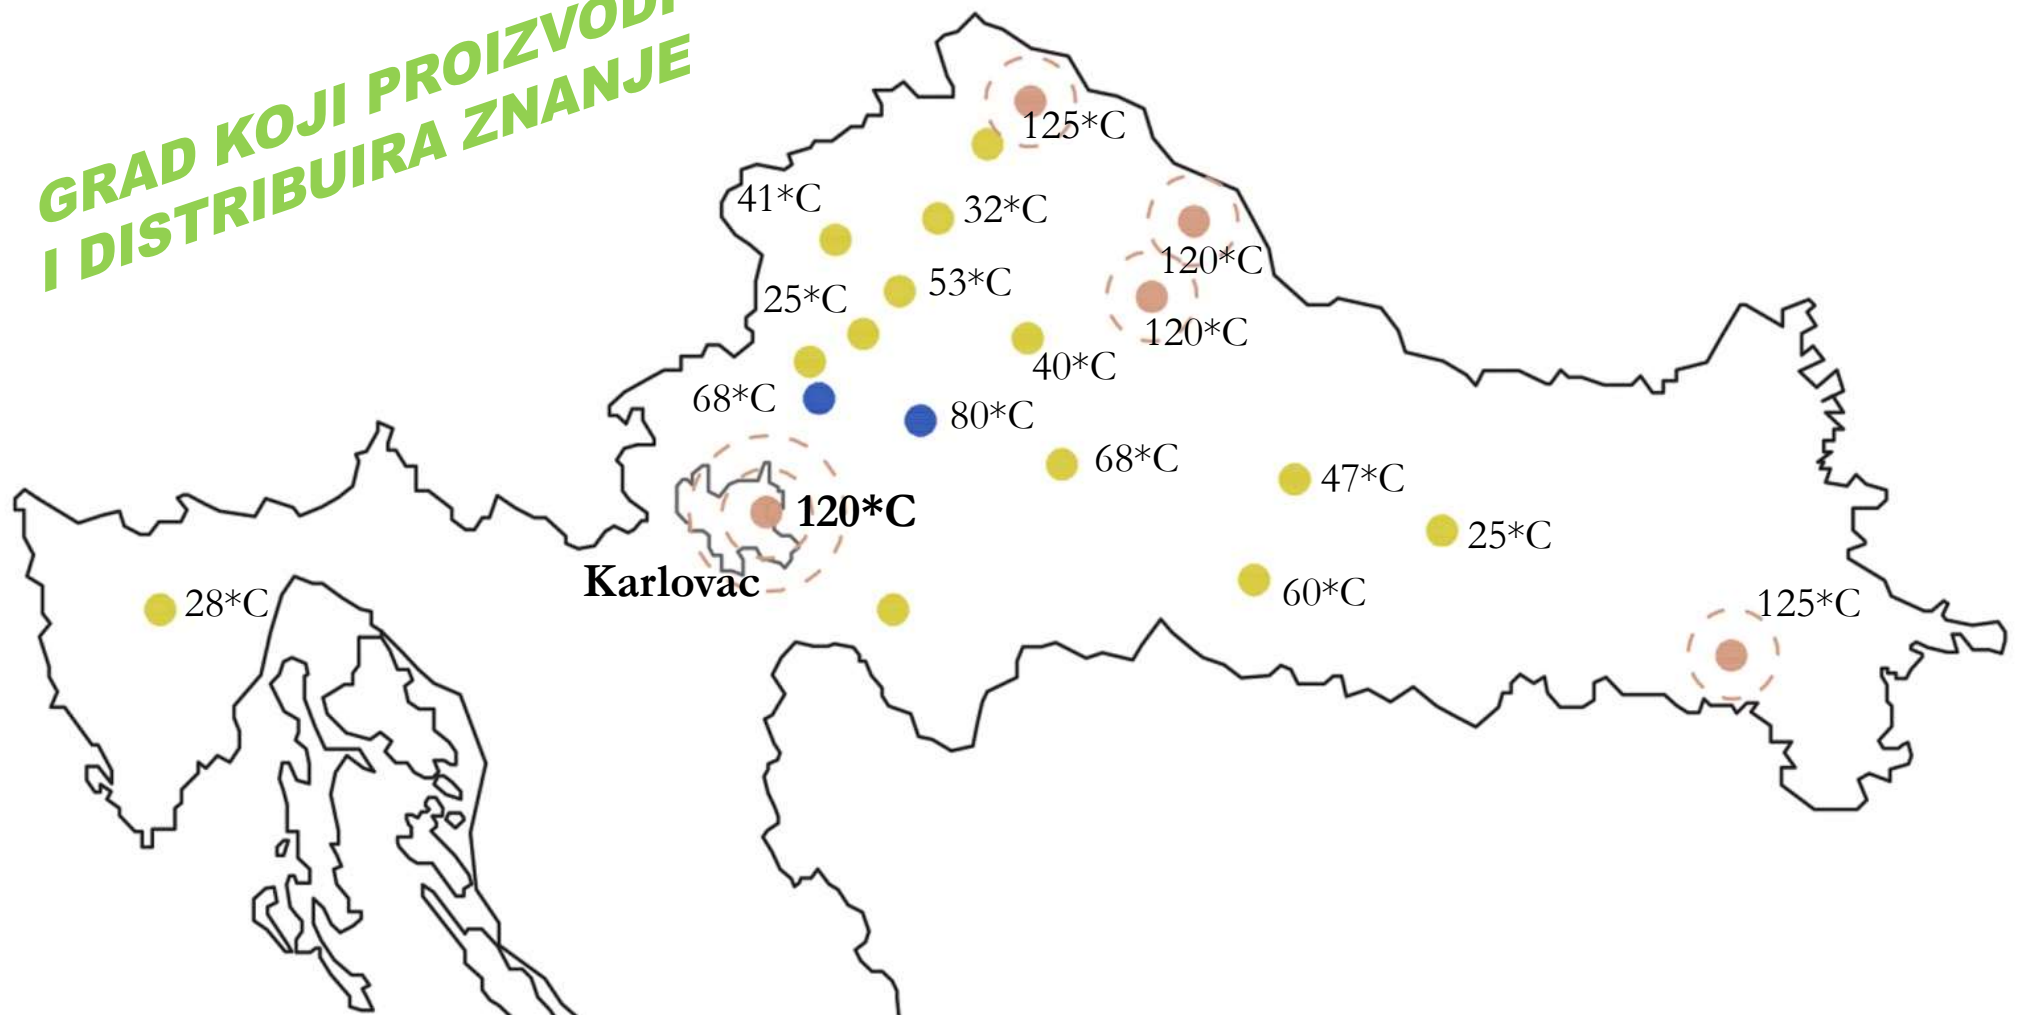 GRAD KOJI PROIZVODI
I DISTRIBUIRA ZNANJE
125*C
41*C
32*C
120*C
53*C
25*C
120*C
40*C
68*C
80*C
68*C
47*C
120*C
25*C
Karlovac
60*C
28*C
125*C